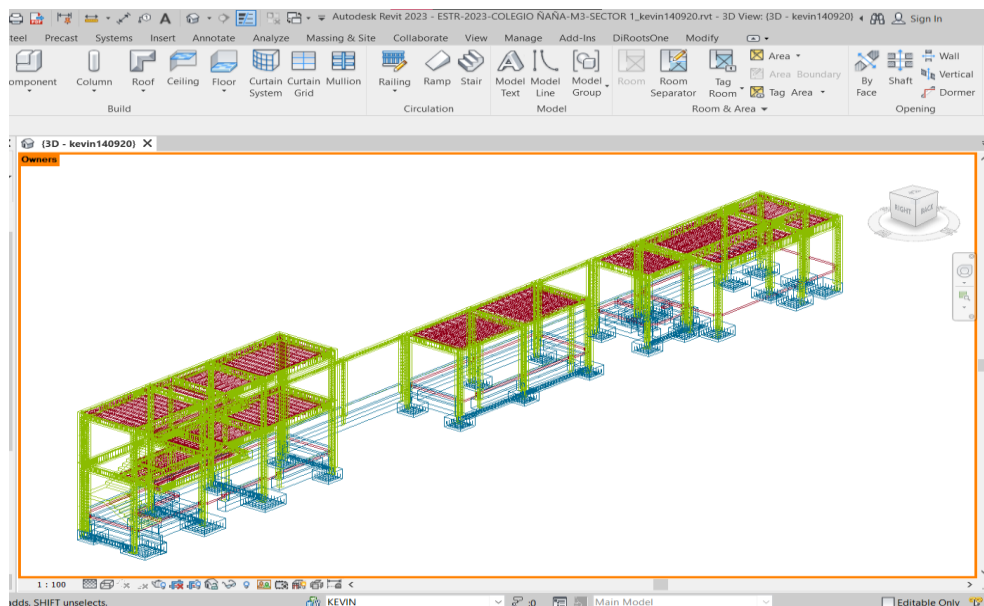 Autodesk Revit 2023 - ESTR-2023-COLEGIO ÑAÑA-M3-SECTOR 1_kevin140920.rvt - 3D View: (3D - kevin140920)
Sign In
teel Precast Systems Insert Annotate Analyze Massing & Site Collaborate View Manage Add-Ins DiRootsOne Modify
omponent Column Roof Ceiling Floor Curtain System Curtain Grid Mullion
Railing Ramp Stair
Model Text Model Line Model Group
Room Room Separator Tag Room
Area
Area Boundary
Tag Area
By Face Shaft
Wall
Vertical
Dormer
Build Circulation Model Room & Area Opening
(3D - kevin140920)
Owners
RIGHT BACK
1 : 100
adds. SHIFT unselects.
KEVIN
:0
Main Model
Editable Only